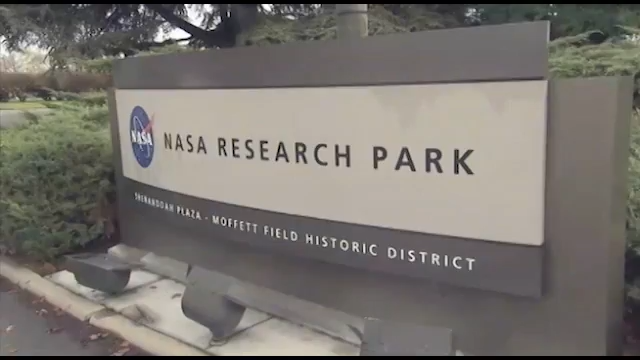 NASA
NASA RESEARCH PARK
SHENANDOAH PLAZA - MOFFETT FIELD HISTORIC DISTRICT